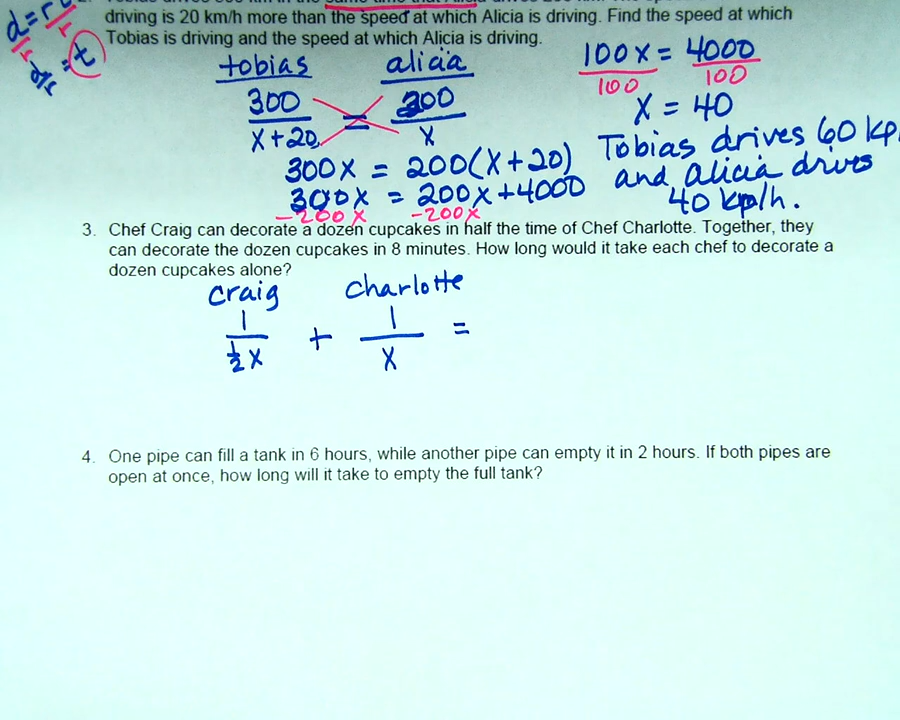 driving is 20 km/h more than the speed at which Alicia is driving. Find the speed at which
Tobias is driving and the speed at which Alicia is driving.
d=r
r r
d/r = t
tobias alicia
300/(x+20) = 200/x
300x = 200(x+20)
300x = 200x+4000
-200x -200x
100x = 4000
100 100
x = 40
Tobias drives 60 kp
and alicia drives
40 kp/h.
3. Chef Craig can decorate a dozen cupcakes in half the time of Chef Charlotte. Together, they
can decorate the dozen cupcakes in 8 minutes. How long would it take each chef to decorate a
dozen cupcakes alone?
craig charlotte
1/(½x) + 1/x =
4. One pipe can fill a tank in 6 hours, while another pipe can empty it in 2 hours. If both pipes are
open at once, how long will it take to empty the full tank?